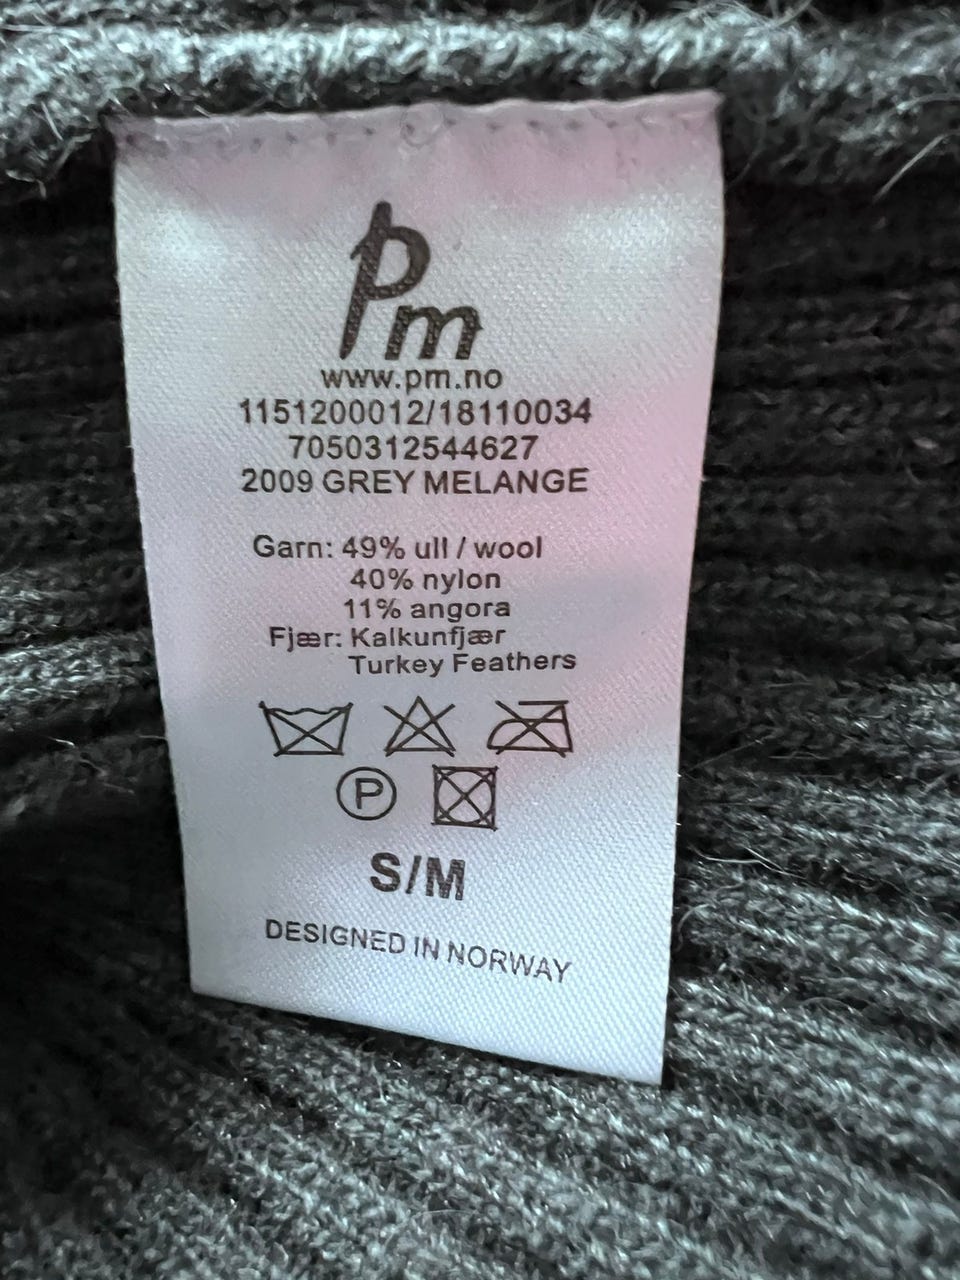 Pm
www.pm.no
1151200012/18110034
7050312544627
2009 GREY MELANGE
Garn: 49% ull / wool
40% nylon
11% angora
Fjær: Kalkunfjær
Turkey Feathers
P
S/M
DESIGNED IN NORWAY